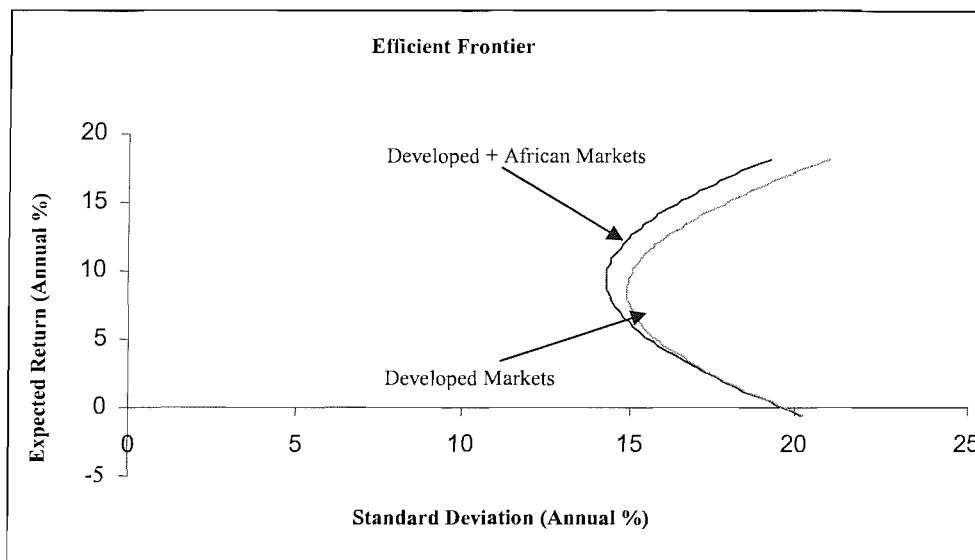 Efficient Frontier
Expected Return (Annual %)
20
15
10
5
0
-5
Developed + African Markets
Developed Markets
0 5 10 15 20 25
Standard Deviation (Annual %)